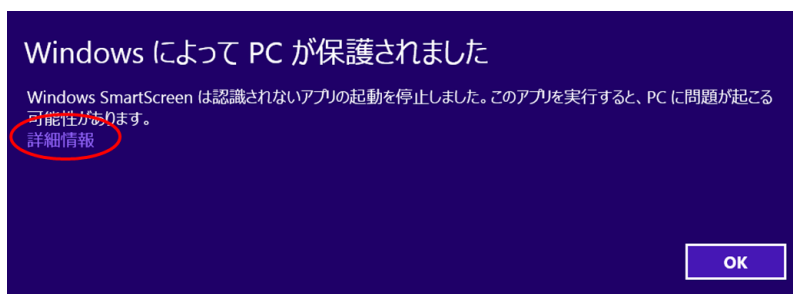 Windows によって PC が保護されました
Windows SmartScreen は認識されないアプリの起動を停止しました。このアプリを実行すると、PC に問題が起こる
可能性があります。
詳細情報
OK